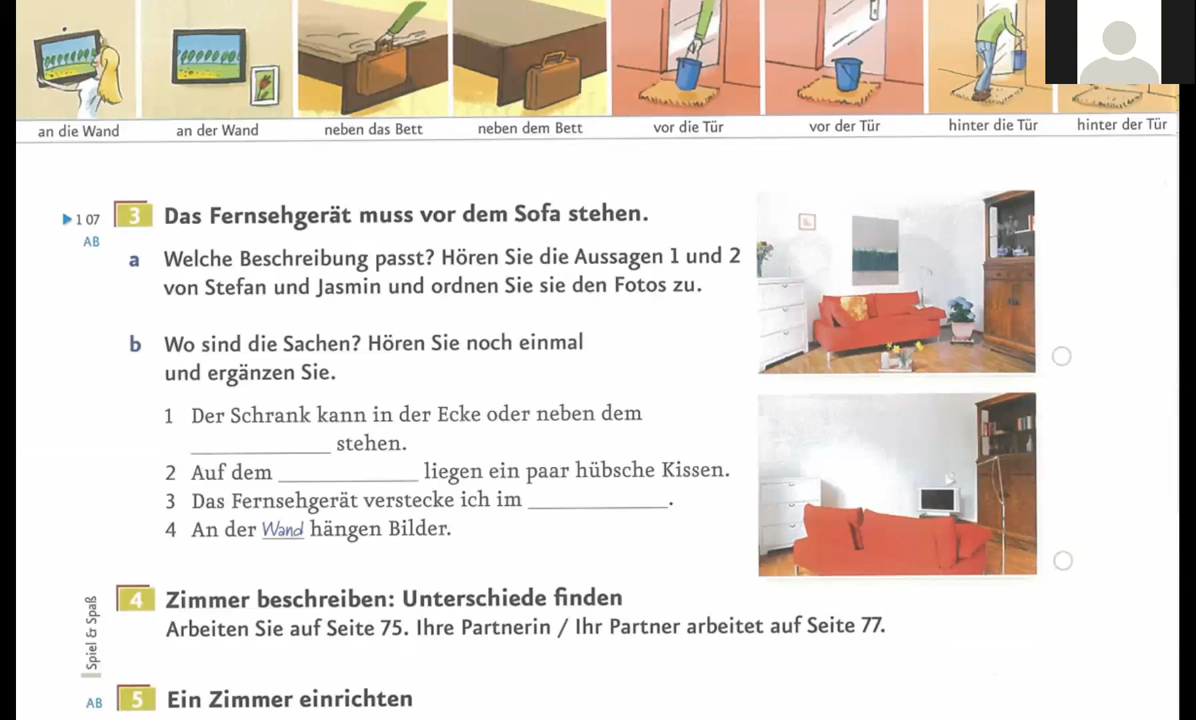 an die Wand an der Wand neben das Bett neben dem Bett vor die Tür vor der Tür hinter die Tür hinter der Tür
▶ 1 07 3 Das Fernsehgerät muss vor dem Sofa stehen.
AB
a Welche Beschreibung passt? Hören Sie die Aussagen 1 und 2
von Stefan und Jasmin und ordnen Sie sie den Fotos zu.
b Wo sind die Sachen? Hören Sie noch einmal
und ergänzen Sie.
1 Der Schrank kann in der Ecke oder neben dem
____________ stehen.
2 Auf dem ____________ liegen ein paar hübsche Kissen.
3 Das Fernsehgerät verstecke ich im ____________.
4 An der Wand hängen Bilder.
Spiel & Spaß
4 Zimmer beschreiben: Unterschiede finden
Arbeiten Sie auf Seite 75. Ihre Partnerin / Ihr Partner arbeitet auf Seite 77.
AB 5 Ein Zimmer einrichten